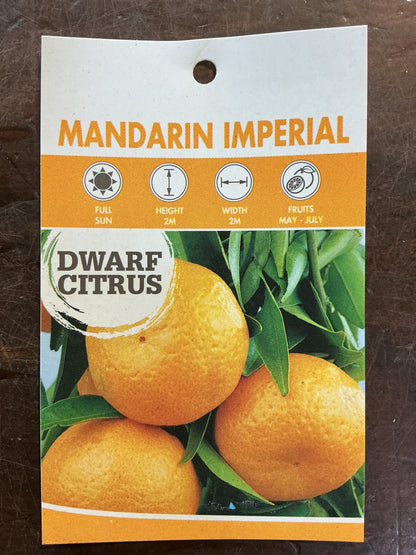 MANDARIN IMPERIAL
FULL
SUN
HEIGHT
2M
WIDTH
2M
FRUITS
MAY - JULY
DWARF
CITRUS